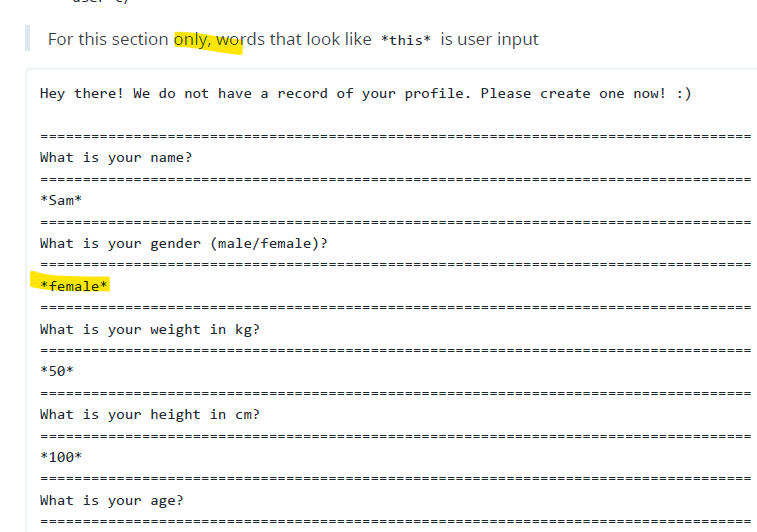 For this section only, words that look like *this* is user input
Hey there! We do not have a record of your profile. Please create one now! :)
====================================================================================
What is your name?
====================================================================================
*Sam*
====================================================================================
What is your gender (male/female)?
====================================================================================
*female*
====================================================================================
What is your weight in kg?
====================================================================================
*50*
====================================================================================
What is your height in cm?
====================================================================================
*100*
====================================================================================
What is your age?
====================================================================================